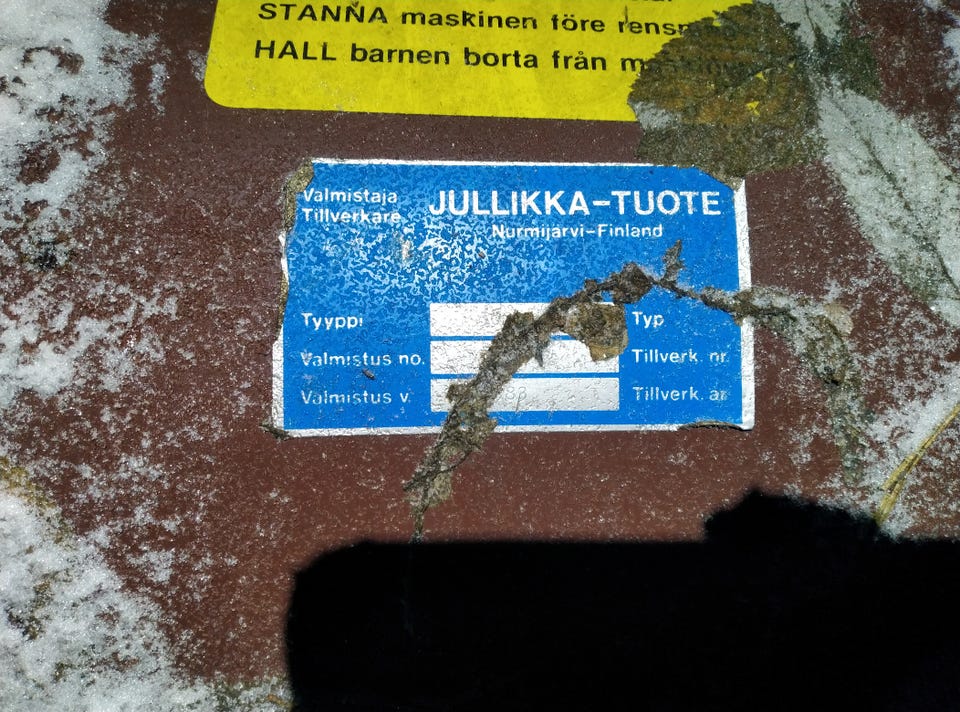 STANNA maskinen före
HALL barnen borta från
Valmistaja
Tillverkare
JULLIKKA-TUOTE
Nurmijärvi-Finland
Tyyppi
Typ
Valmistus no.
Tillverk. nr.
Valmistus v.
Tillverk. år